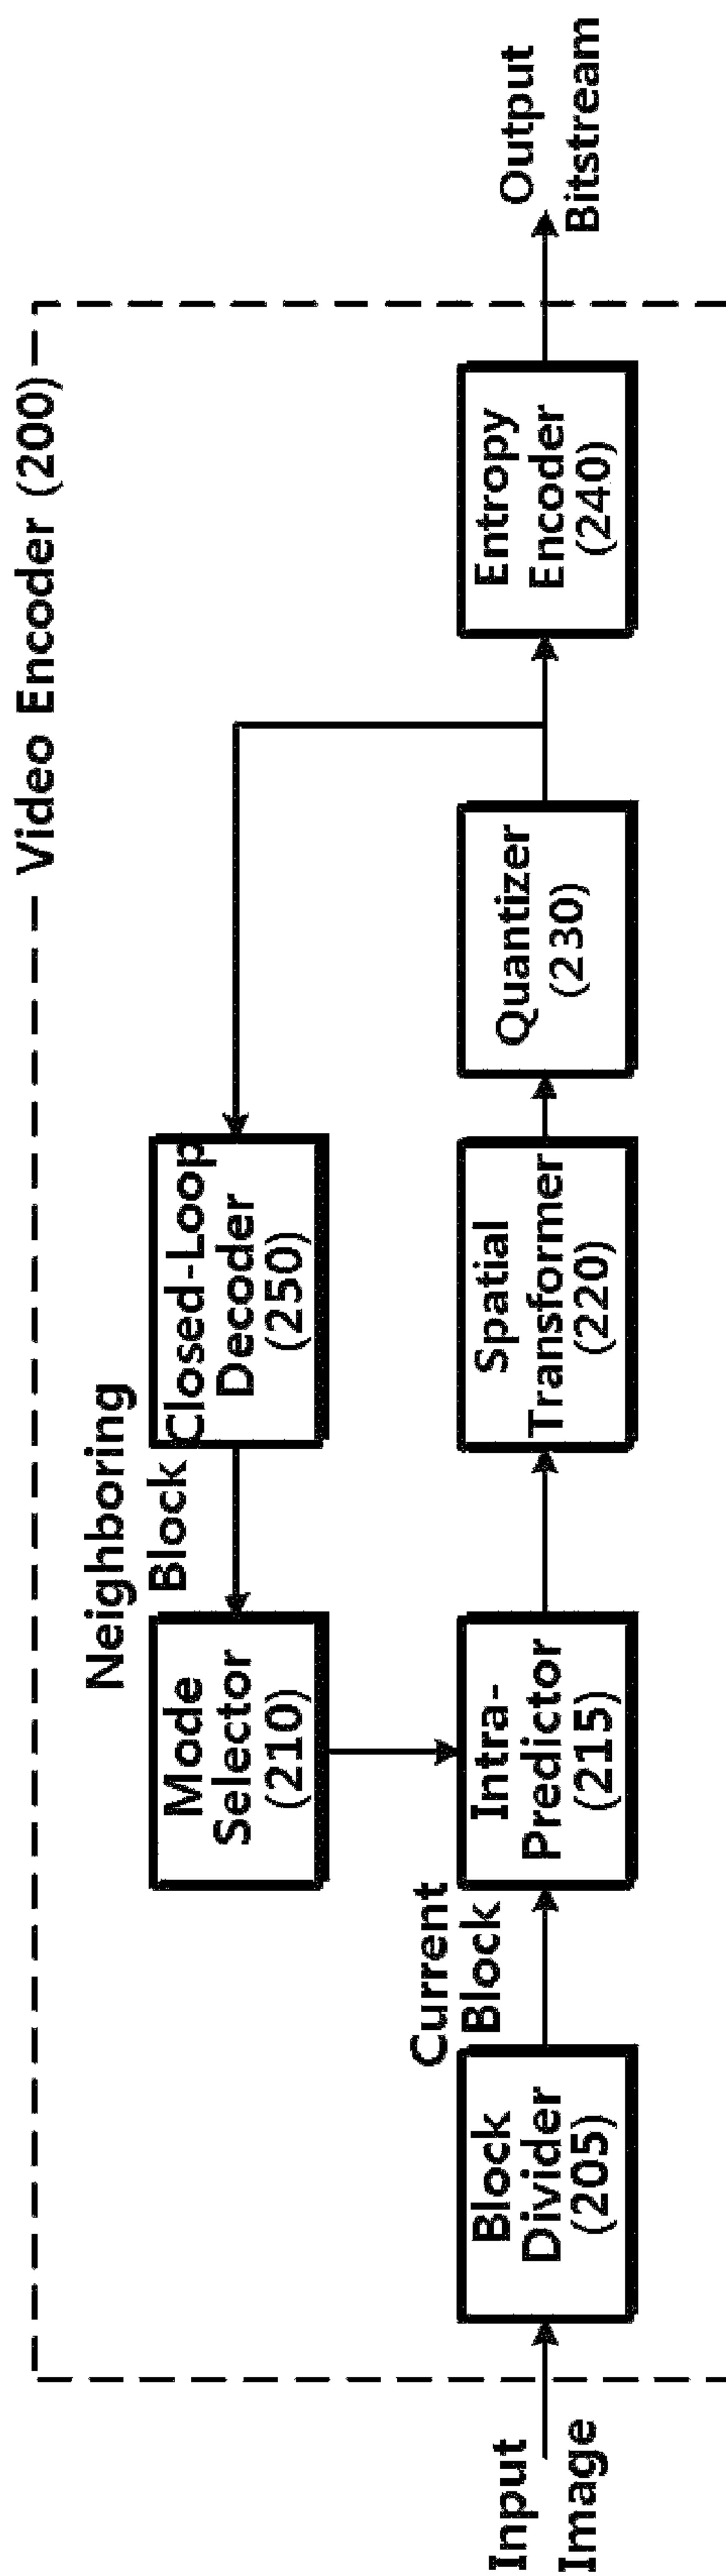 Video Encoder (200)
Neighboring
Block
Mode
Selector
(210)
Closed-Loop
Decoder
(250)
Input
Image
Block
Divider
(205)
Current
Block
Intra-
Predictor
(215)
Spatial
Transformer
(220)
Quantizer
(230)
Entropy
Encoder
(240)
Output
Bitstream